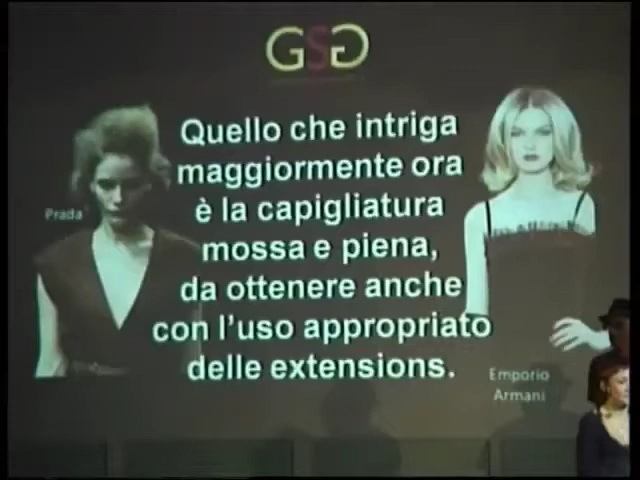 GSG
Quello che intriga
maggiormente ora
è la capigliatura
mossa e piena,
da ottenere anche
con l'uso appropriato
delle extensions.
Prada
Emporio
Armani